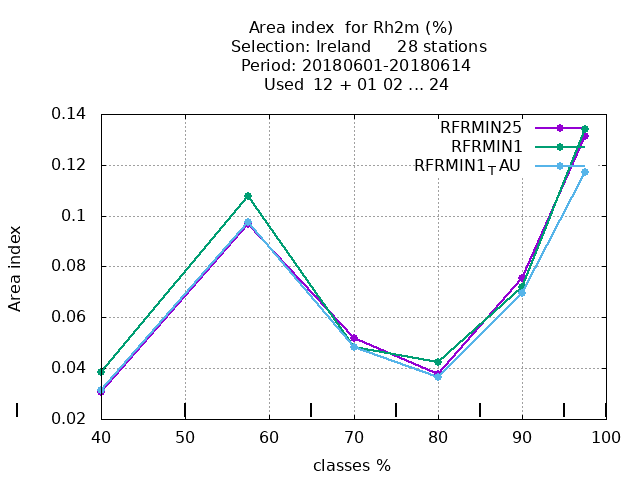 Area index  for Rh2m (%)
Selection: Ireland     28 stations
Period: 20180601-20180614
Used  12 + 01 02 ... 24
RFRMIN25
RFRMIN1
RFRMIN1_TAU
0.14
0.12
0.1
0.08
0.06
0.04
0.02
Area index
40 50 60 70 80 90 100
classes %